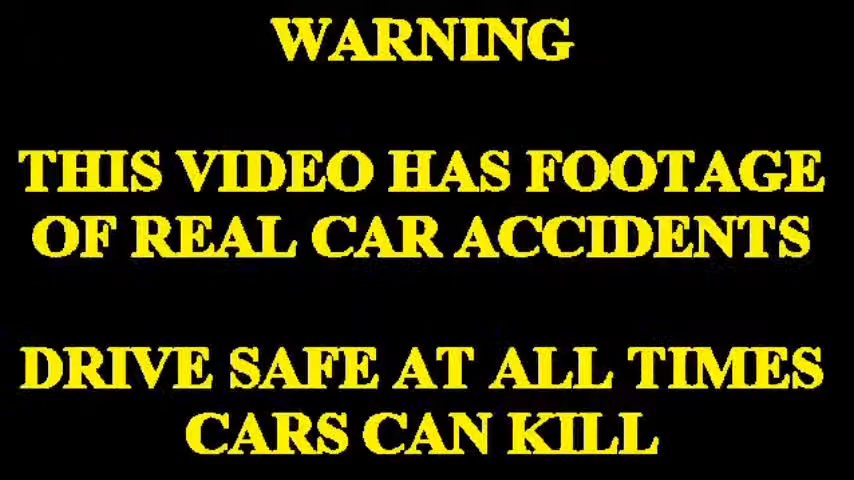 WARNING
THIS VIDEO HAS FOOTAGE
OF REAL CAR ACCIDENTS
DRIVE SAFE AT ALL TIMES
CARS CAN KILL